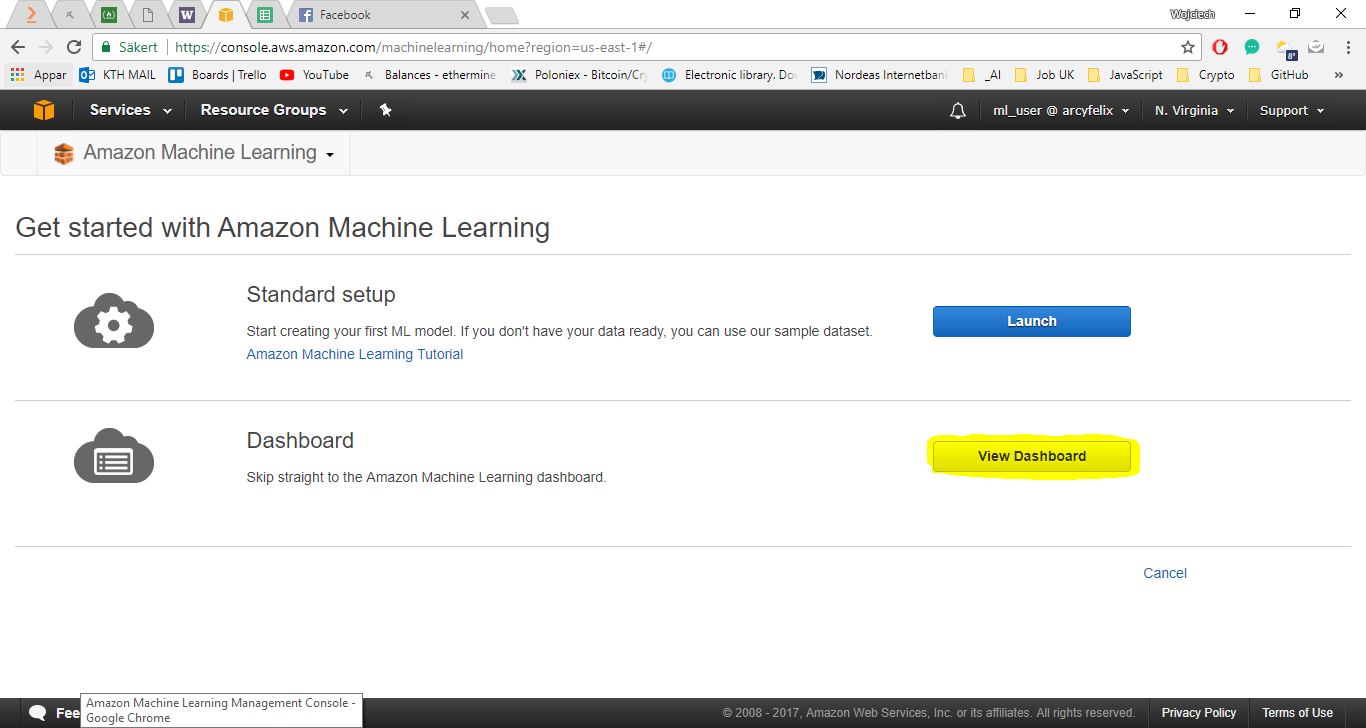 Facebook
Wojciech
Säkert
https://console.aws.amazon.com/machinelearning/home?region=us-east-1#/
8°
Appar
KTH MAIL
Boards | Trello
YouTube
Balances - ethermine
Poloniex - Bitcoin/Cry
Electronic library. Do
Nordeas Internetban
_AI
Job UK
JavaScript
Crypto
GitHub
»
Services
Resource Groups
ml_user @ arcyfelix
N. Virginia
Support
Amazon Machine Learning
Get started with Amazon Machine Learning
Standard setup
Start creating your first ML model. If you don't have your data ready, you can use our sample dataset.
Amazon Machine Learning Tutorial
Launch
Dashboard
Skip straight to the Amazon Machine Learning dashboard.
View Dashboard
Cancel
Fee
Amazon Machine Learning Management Console -
Google Chrome
© 2008 - 2017, Amazon Web Services, Inc. or its affiliates. All rights reserved.
Privacy Policy
Terms of Use